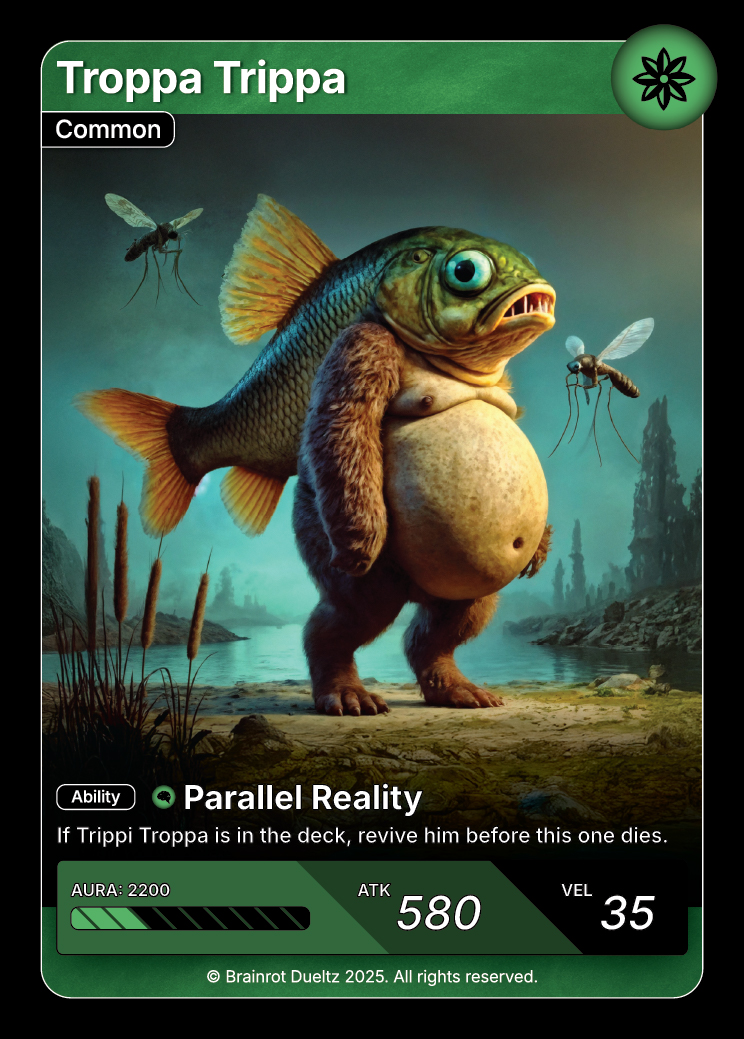 Troppa Trippa
Common
Ability Parallel Reality
If Trippi Troppa is in the deck, revive him before this one dies.
AURA: 2200
ATK 580
VEL 35
© Brainrot Dueltz 2025. All rights reserved.